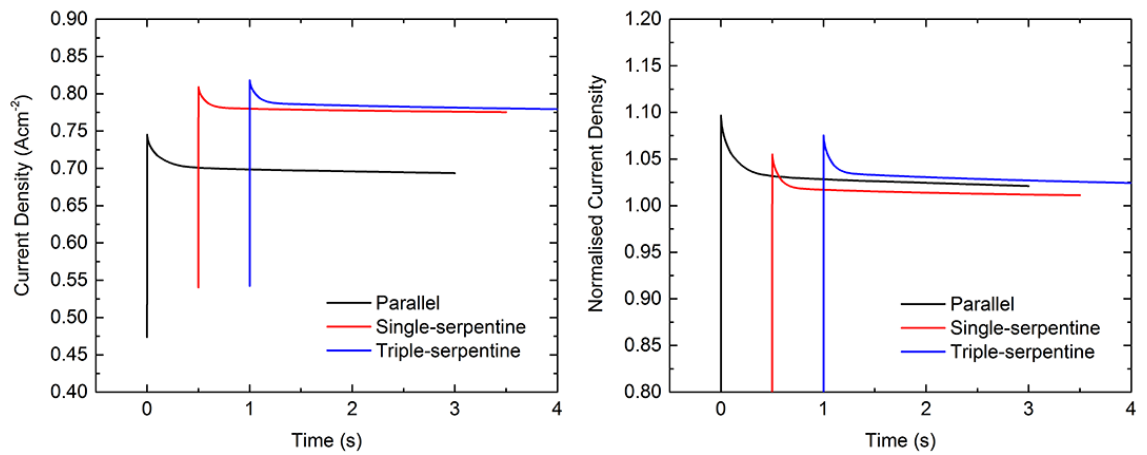 0.90
0.85
0.80
0.75
0.70
0.65
0.60
0.55
0.50
0.45
0.40
Current Density (Acm⁻²)
Parallel
Single-serpentine
Triple-serpentine
0 1 2 3 4
Time (s)
1.20
1.15
1.10
1.05
1.00
0.95
0.90
0.85
0.80
Normalised Current Density
Parallel
Single-serpentine
Triple-serpentine
0 1 2 3 4
Time (s)